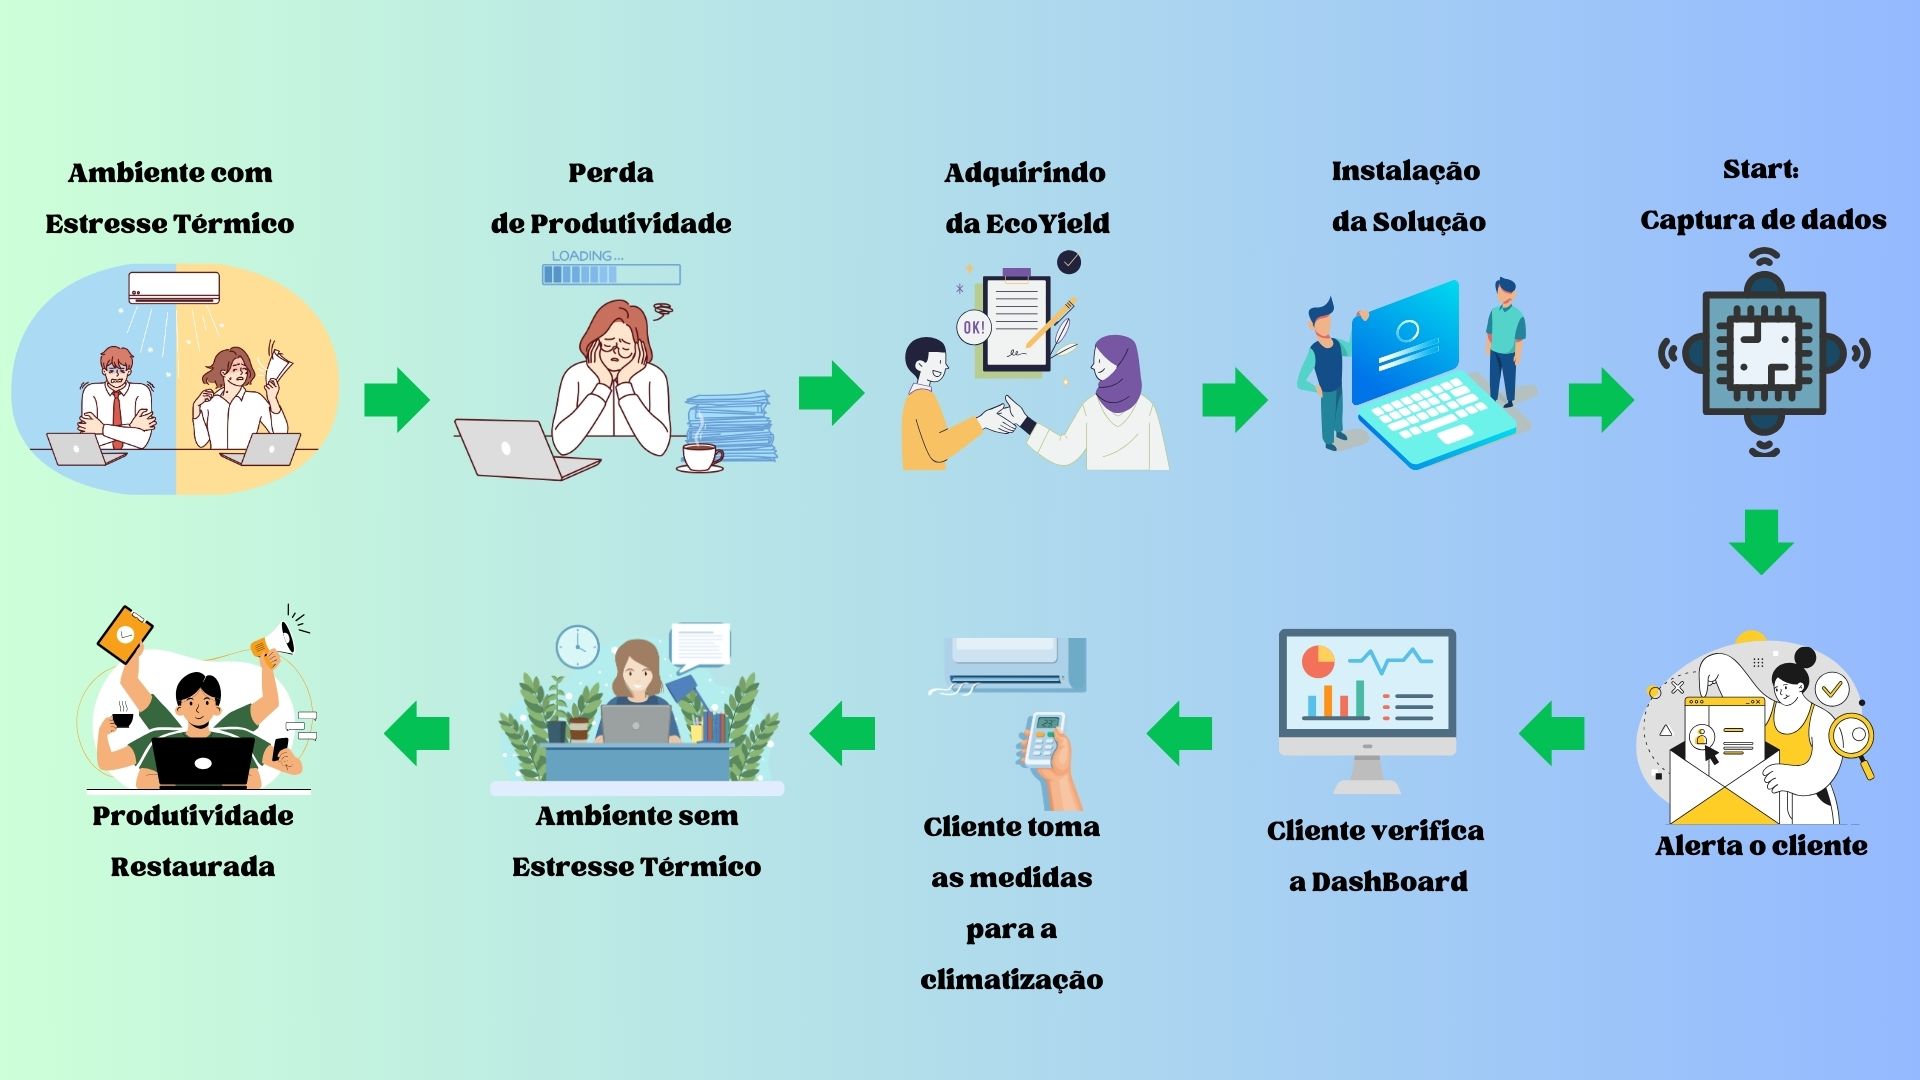 Ambiente com
Estresse Térmico
Perda
de Produtividade
LOADING...
Adquirindo
da EcoYield
OK!
Instalação
da Solução
Start:
Captura de dados
Alerta o cliente
Cliente verifica
a DashBoard
23
Cliente toma
as medidas
para a
climatização
Ambiente sem
Estresse Térmico
Produtividade
Restaurada